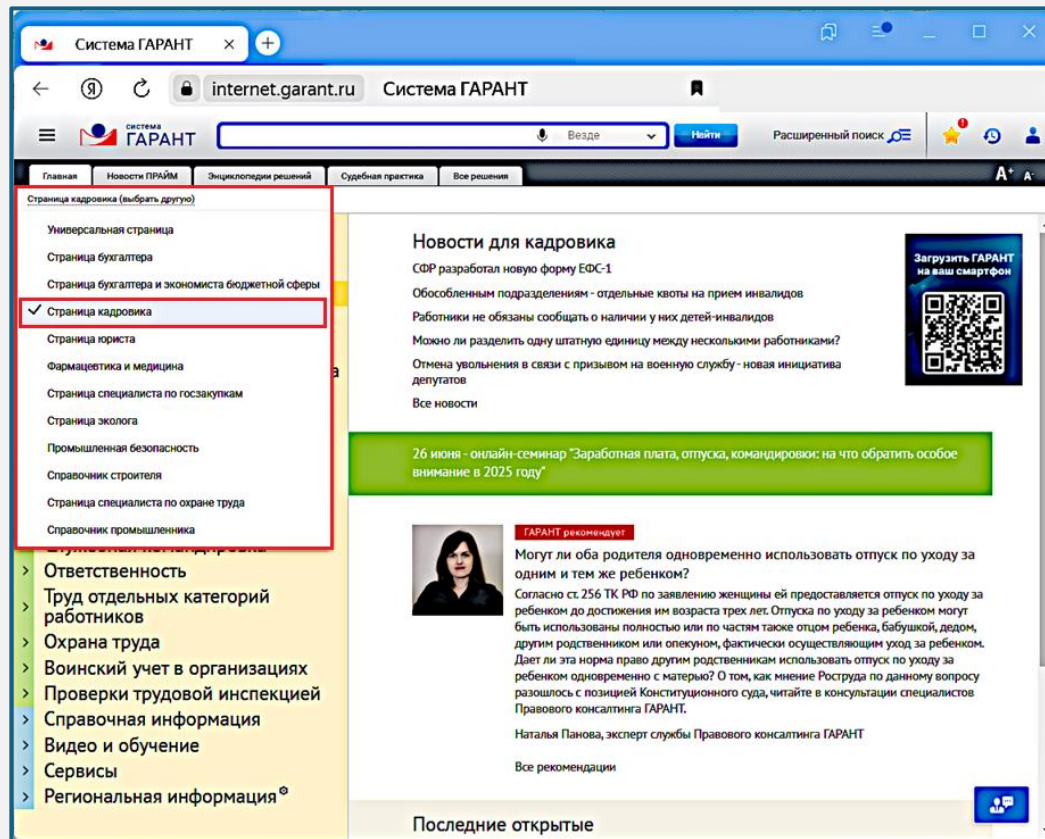 Система ГАРАНТ
internet.garant.ru Система ГАРАНТ
система
ГАРАНТ
Везде
Найти
Расширенный поиск
Главная
Новости ПРАЙМ
Энциклопедии решений
Судебная практика
Все решения
A+ A-
Страница кадровика (выбрать другую)
Универсальная страница
Страница бухгалтера
Страница бухгалтера и экономиста бюджетной сферы
Страница кадровика
Страница юриста
Фармацевтика и медицина
Страница специалиста по госзакупкам
Страница эколога
Промышленная безопасность
Справочник строителя
Страница специалиста по охране труда
Справочник промышленника
Ответственность
Труд отдельных категорий
работников
Охрана труда
Воинский учет в организациях
Проверки трудовой инспекцией
Справочная информация
Видео и обучение
Сервисы
Региональная информация
Новости для кадровика
СФР разработал новую форму ЕФС-1
Обособленным подразделениям - отдельные квоты на прием инвалидов
Работники не обязаны сообщать о наличии у них детей-инвалидов
Можно ли разделить одну штатную единицу между несколькими работниками?
Отмена увольнения в связи с призывом на военную службу - новая инициатива
депутатов
Все новости
Загрузить ГАРАНТ
на ваш смартфон
26 июня - онлайн-семинар "Заработная плата, отпуска, командировки: на что обратить особое
внимание в 2025 году"
ГАРАНТ рекомендует
Могут ли оба родителя одновременно использовать отпуск по уходу за
одним и тем же ребенком?
Согласно ст. 256 ТК РФ по заявлению женщины ей предоставляется отпуск по уходу за
ребенком до достижения им возраста трех лет. Отпуска по уходу за ребенком могут
быть использованы полностью или по частям также отцом ребенка, бабушкой, дедом,
другим родственником или опекуном, фактически осуществляющим уход за ребенком.
Дает ли эта норма право другим родственникам использовать отпуск по уходу за
ребенком одновременно с матерью? О том, как мнение Роструда по данному вопросу
разошлось с позицией Конституционного суда, читайте в консультации специалистов
Правового консалтинга ГАРАНТ.
Наталья Панова, эксперт службы Правового консалтинга ГАРАНТ
Все рекомендации
Последние открытые